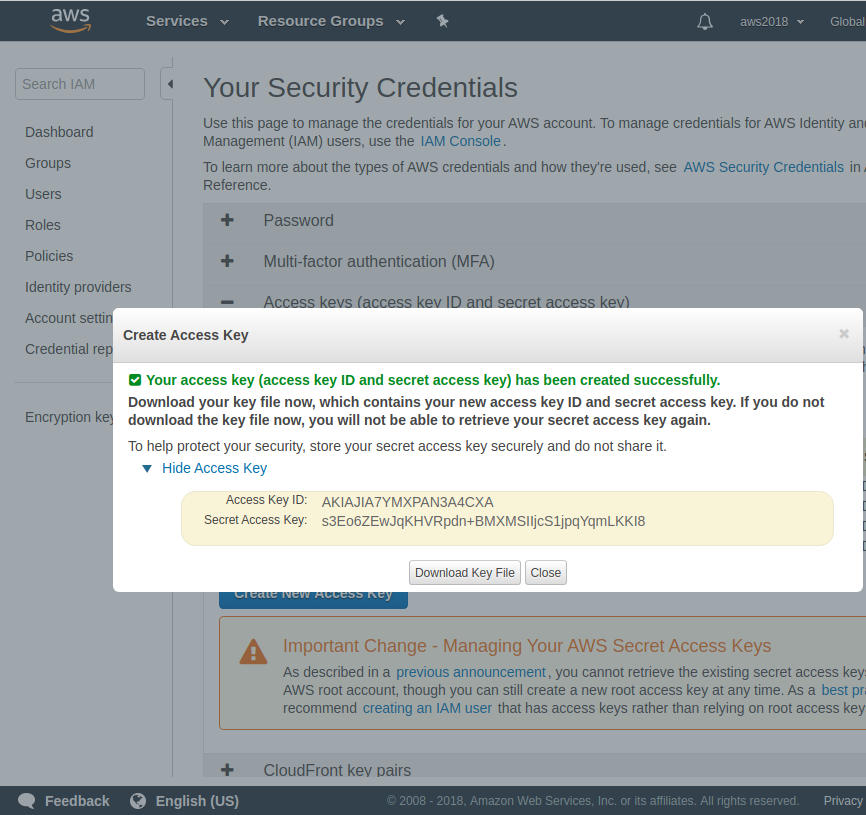 aws
Services
Resource Groups
aws2018
Global
Search IAM
Dashboard
Groups
Users
Roles
Policies
Identity providers
Account settin
Credential rep
Encryption key
Your Security Credentials
Use this page to manage the credentials for your AWS account. To manage credentials for AWS Identity and
Management (IAM) users, use the IAM Console.
To learn more about the types of AWS credentials and how they're used, see AWS Security Credentials in
Reference.
Password
Multi-factor authentication (MFA)
Access keys (access key ID and secret access key)
Create Access Key
Your access key (access key ID and secret access key) has been created successfully.
Download your key file now, which contains your new access key ID and secret access key. If you do not
download the key file now, you will not be able to retrieve your secret access key again.
To help protect your security, store your secret access key securely and do not share it.
Hide Access Key
Access Key ID: AKIAJIA7YMXPAN3A4CXA
Secret Access Key:
Download Key File
Close
Create New Access Key
Important Change - Managing Your AWS Secret Access Keys
As described in a previous announcement, you cannot retrieve the existing secret access keys
AWS root account, though you can still create a new root access key at any time. As a best pra
recommend creating an IAM user that has access keys rather than relying on root access key
CloudFront key pairs
Feedback
English (US)
© 2008 - 2018, Amazon Web Services, Inc. or its affiliates. All rights reserved.
Privacy